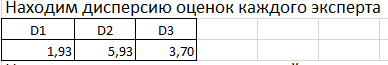 Находим дисперсию оценок каждого эксперта
D1 D2 D3
1,93 5,93 3,70